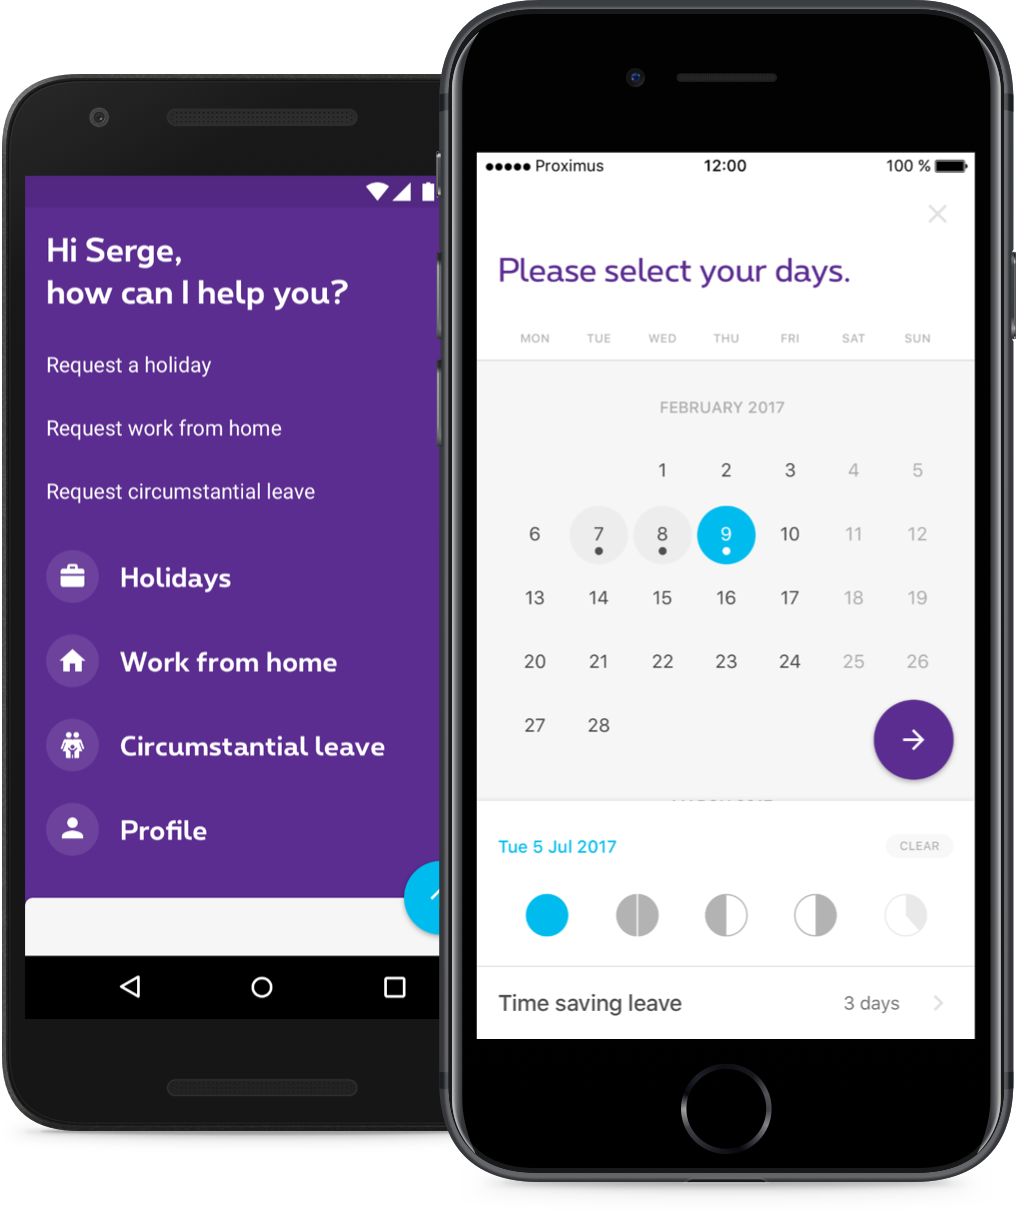 Hi Serge,
how can I help you?
Request a holiday
Request work from home
Request circumstantial leave
Holidays
Work from home
Circumstantial leave
Profile
Proximus 12:00 100 %
Please select your days.
MON TUE WED THU FRI SAT SUN
FEBRUARY 2017
1 2 3 4 5
6 7 8 9 10 11 12
13 14 15 16 17 18 19
20 21 22 23 24 25 26
27 28
Tue 5 Jul 2017 CLEAR
Time saving leave 3 days